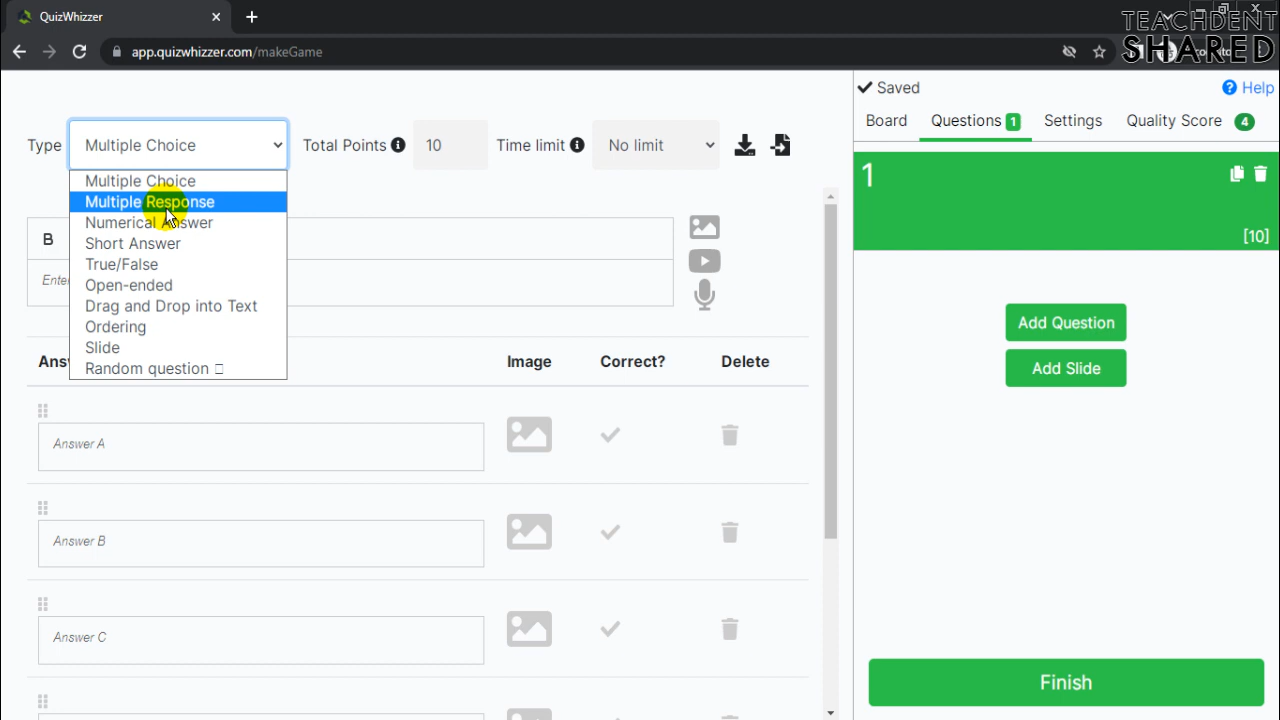 QuizWhizzer
TEACHDENT
SHARED
app.quizwhizzer.com/makeGame
Saved
Help
Board
Questions 1
Settings
Quality Score 4
Type
Multiple Choice
Total Points
10
Time limit
No limit
Multiple Choice
Multiple Response
Numerical Answer
Short Answer
True/False
Open-ended
Drag and Drop into Text
Ordering
Slide
Random question
B
Image
Correct?
Delete
Answer A
Answer B
Answer C
1
[10]
Add Question
Add Slide
Finish